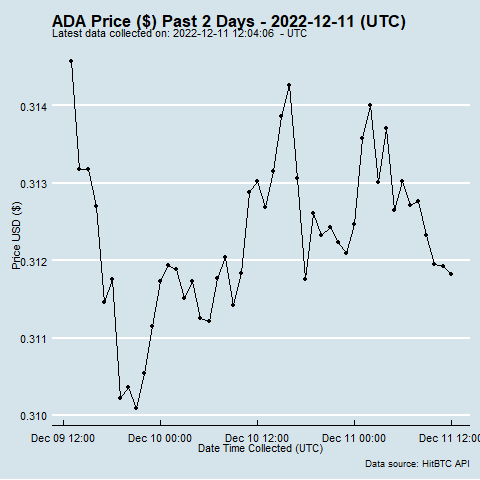 ADA Price ($) Past 2 Days - 2022-12-11 (UTC)
Latest data collected on: 2022-12-11 12:04:06 - UTC
0.314
0.313
0.312
0.311
0.310
Price USD ($)
Dec 09 12:00 Dec 10 00:00 Dec 10 12:00 Dec 11 00:00 Dec 11 12:00
Date Time Collected (UTC)
Data source: HitBTC API